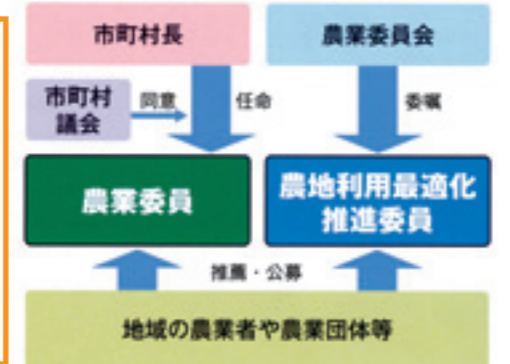 市町村長
農業委員会
市町村
議会
同意
任命
委嘱
農業委員
農地利用最適化
推進委員
推薦・公募
地域の農業者や農業団体等